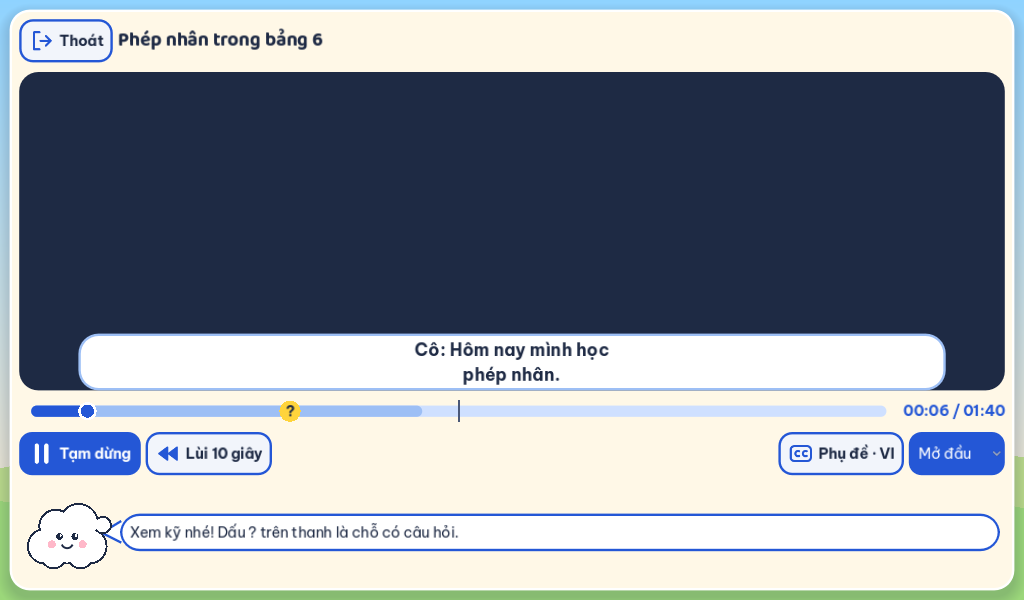 Thoát
Phép nhân trong bảng 6
Cô: Hôm nay mình học
phép nhân.
?
00:06 / 01:40
Tạm dừng
Lùi 10 giây
CC Phụ đề · VI
Mở đầu
Xem kỹ nhé! Dấu ? trên thanh là chỗ có câu hỏi.